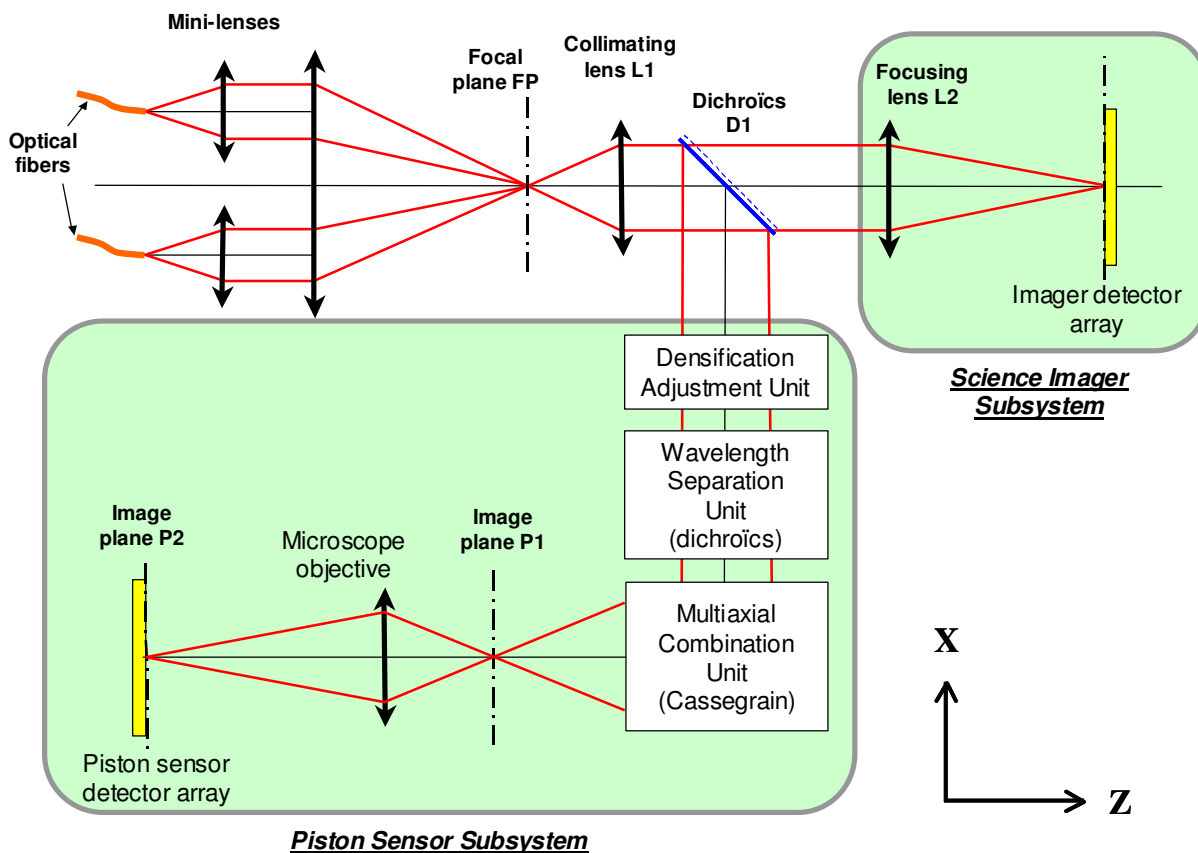 Mini-lenses
Optical
fibers
Focal
plane FP
Collimating
lens L1
Dichroïcs
D1
Focusing
lens L2
Imager detector
array
Science Imager
Subsystem
Densification
Adjustment Unit
Wavelength
Separation
Unit
(dichroïcs)
Multiaxial
Combination
Unit
(Cassegrain)
Image
plane P2
Microscope
objective
Image
plane P1
Piston sensor
detector array
Piston Sensor Subsystem
X
Z